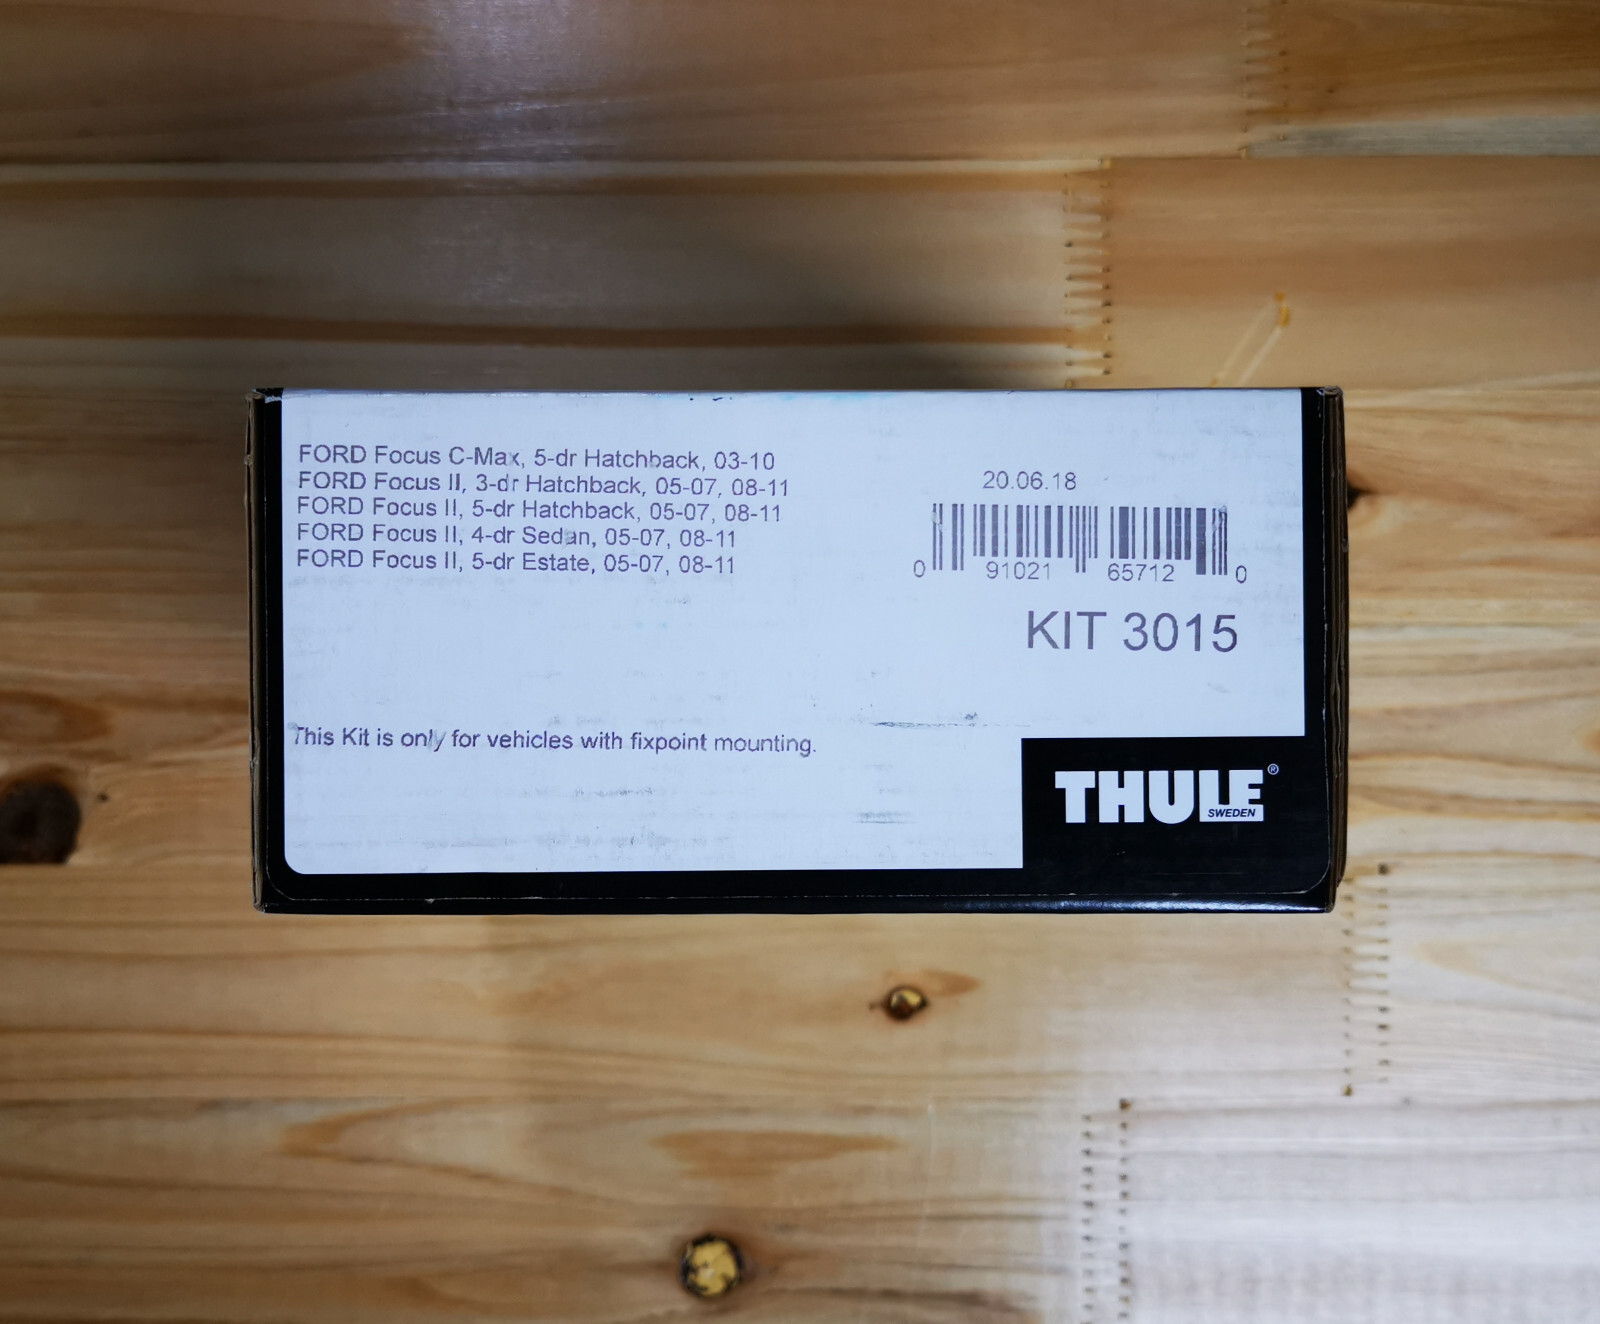 FORD Focus C-Max, 5-dr Hatchback, 03-10
FORD Focus II, 3-dr Hatchback, 05-07, 08-11
FORD Focus II, 5-dr Hatchback, 05-07, 08-11
FORD Focus II, 4-dr Sedan, 05-07, 08-11
FORD Focus II, 5-dr Estate, 05-07, 08-11
20.06.18
0 91021 65712 0
KIT 3015
This Kit is only for vehicles with fixpoint mounting.
THULE®
SWEDEN